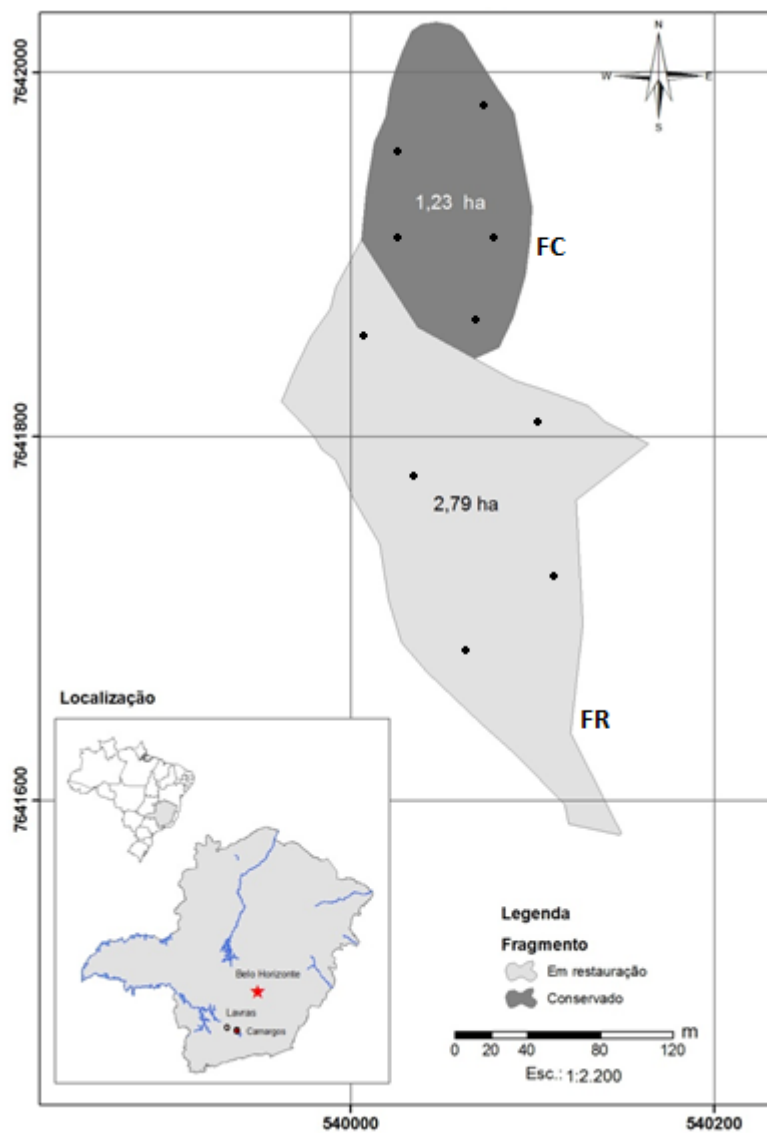 7642000
N
W
E
S
1,23 ha
FC
7641800
2,79 ha
FR
Localização
7641600
Belo Horizonte
Lavras
Camargos
Legenda
Fragmento
Em restauração
Conservado
m
0 20 40 80 120
Esc.: 1:2.200
540000
540200